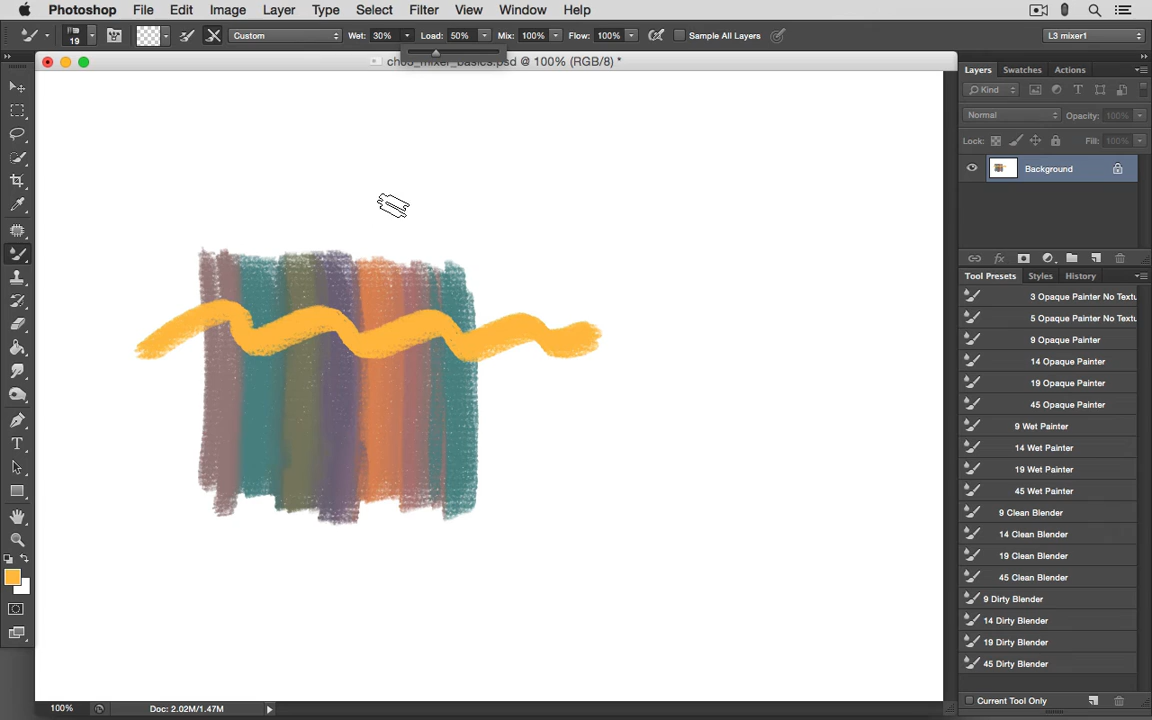 Photoshop File Edit Image Layer Type Select Filter View Window Help
19 Custom Wet: 30% Load: 50% Mix: 100% Flow: 100% Sample All Layers L3 mixer1
ch03_mixer_basics.psd @ 100% (RGB/8) *
Layers Swatches Actions
Kind
Normal Opacity: 100%
Lock: Fill: 100%
Background
Tool Presets Styles History
3 Opaque Painter No Textu
5 Opaque Painter No Textu
9 Opaque Painter
14 Opaque Painter
19 Opaque Painter
45 Opaque Painter
9 Wet Painter
14 Wet Painter
19 Wet Painter
45 Wet Painter
9 Clean Blender
14 Clean Blender
19 Clean Blender
45 Clean Blender
9 Dirty Blender
14 Dirty Blender
19 Dirty Blender
45 Dirty Blender
Current Tool Only
100% Doc: 2.02M/1.47M